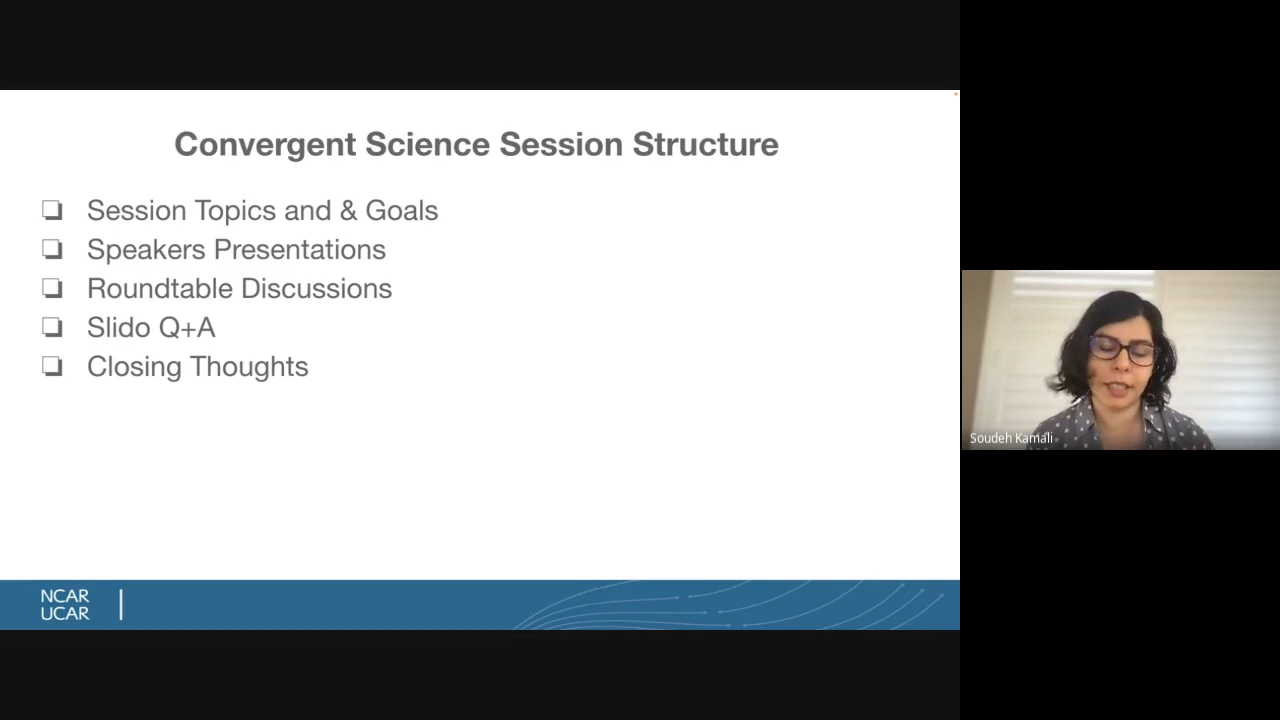 Convergent Science Session Structure
❏ Session Topics and & Goals
❏ Speakers Presentations
❏ Roundtable Discussions
❏ Slido Q+A
❏ Closing Thoughts
Soudeh Kamali
NCAR
UCAR